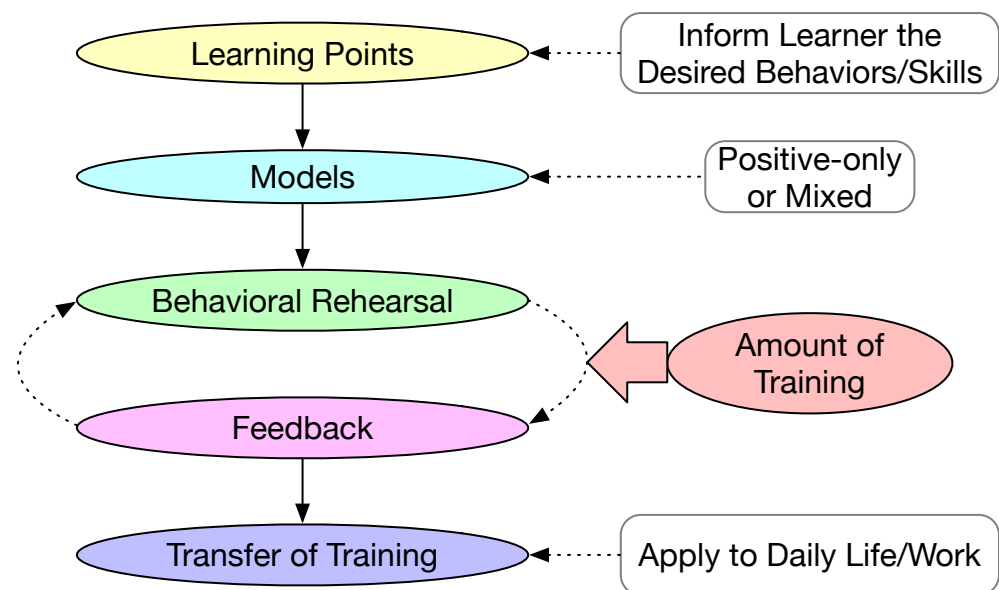 Learning Points
Inform Learner the
Desired Behaviors/Skills
Models
Positive-only
or Mixed
Behavioral Rehearsal
Amount of
Training
Feedback
Transfer of Training
Apply to Daily Life/Work